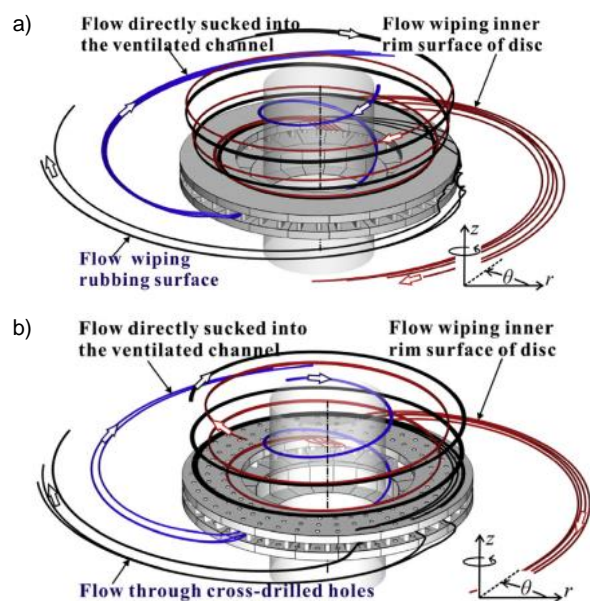 a)
Flow directly sucked into
the ventilated channel
Flow wiping inner
rim surface of disc
Flow wiping
rubbing surface
z
θ
r
b)
Flow directly sucked into
the ventilated channel
Flow wiping inner
rim surface of disc
Flow through cross-drilled holes
z
θ
r